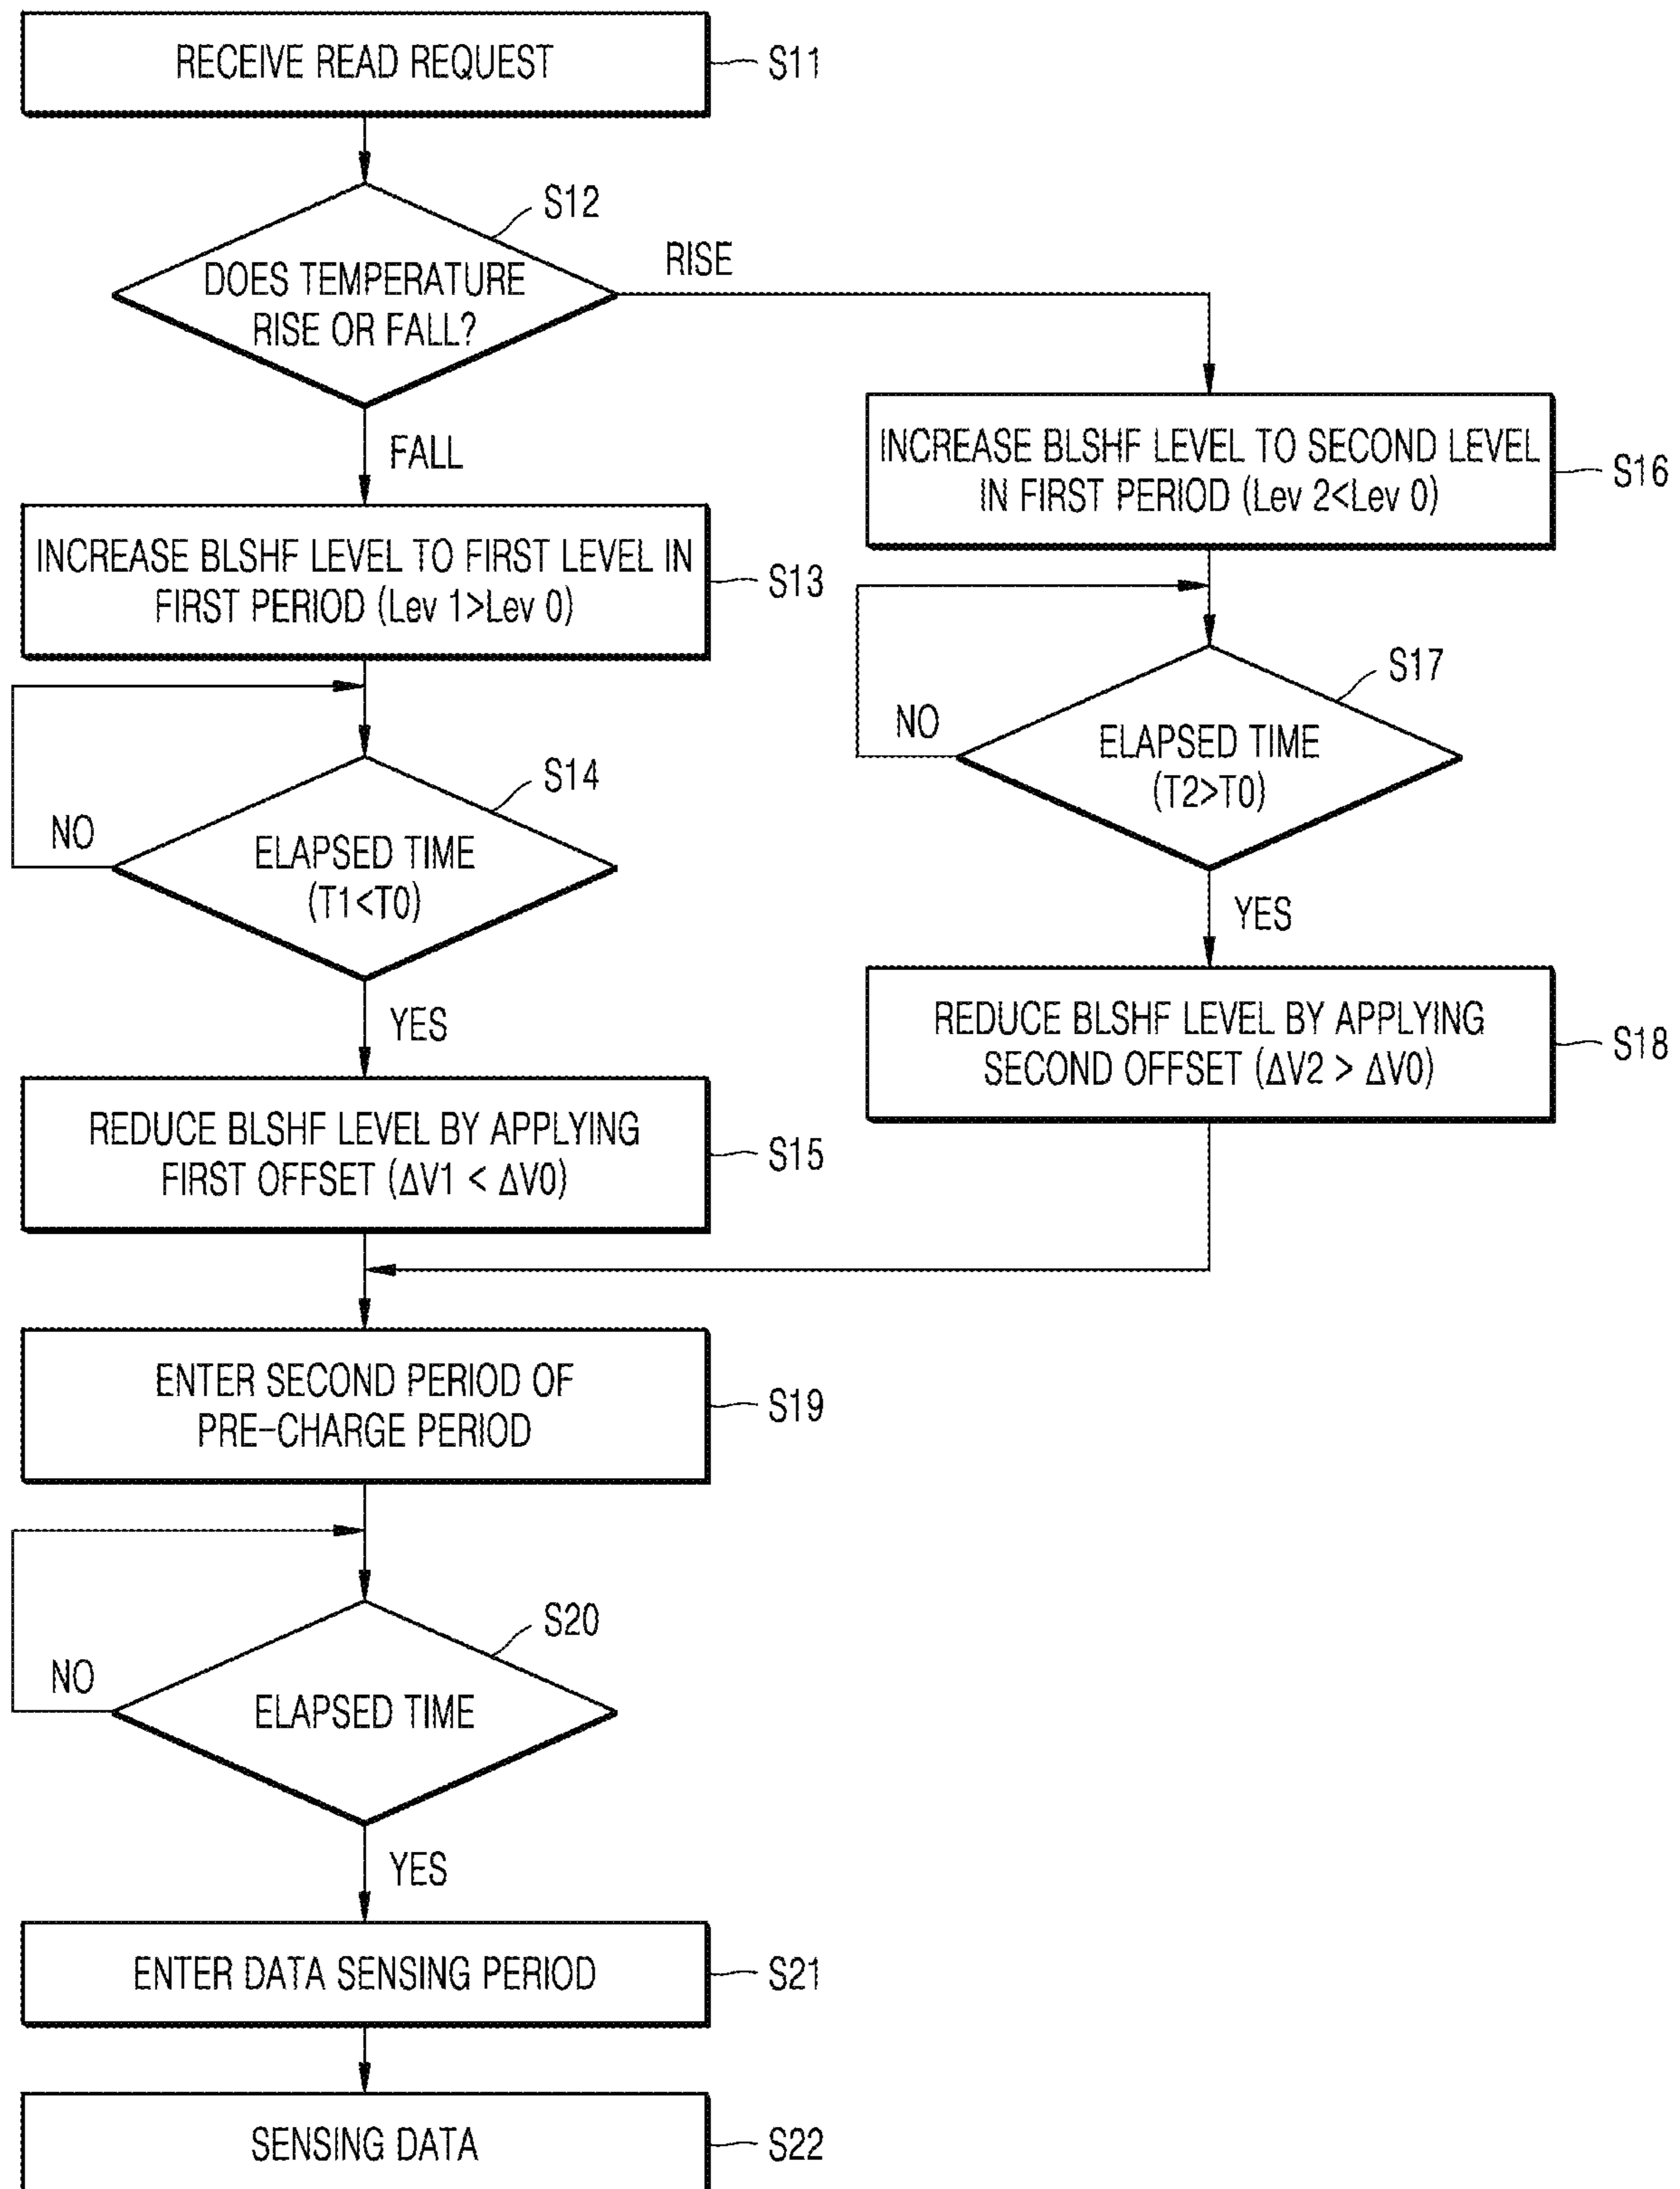 RECEIVE READ REQUEST
S11
S12
DOES TEMPERATURE
RISE OR FALL?
RISE
FALL
INCREASE BLSHF LEVEL TO FIRST LEVEL IN
FIRST PERIOD (Lev 1>Lev 0)
S13
S14
NO
ELAPSED TIME
(T1<T0)
YES
REDUCE BLSHF LEVEL BY APPLYING
FIRST OFFSET (ΔV1 < ΔV0)
S15
INCREASE BLSHF LEVEL TO SECOND LEVEL
IN FIRST PERIOD (Lev 2<Lev 0)
S16
S17
NO
ELAPSED TIME
(T2>T0)
YES
REDUCE BLSHF LEVEL BY APPLYING
SECOND OFFSET (ΔV2 > ΔV0)
S18
ENTER SECOND PERIOD OF
PRE-CHARGE PERIOD
S19
S20
NO
ELAPSED TIME
YES
ENTER DATA SENSING PERIOD
S21
SENSING DATA
S22